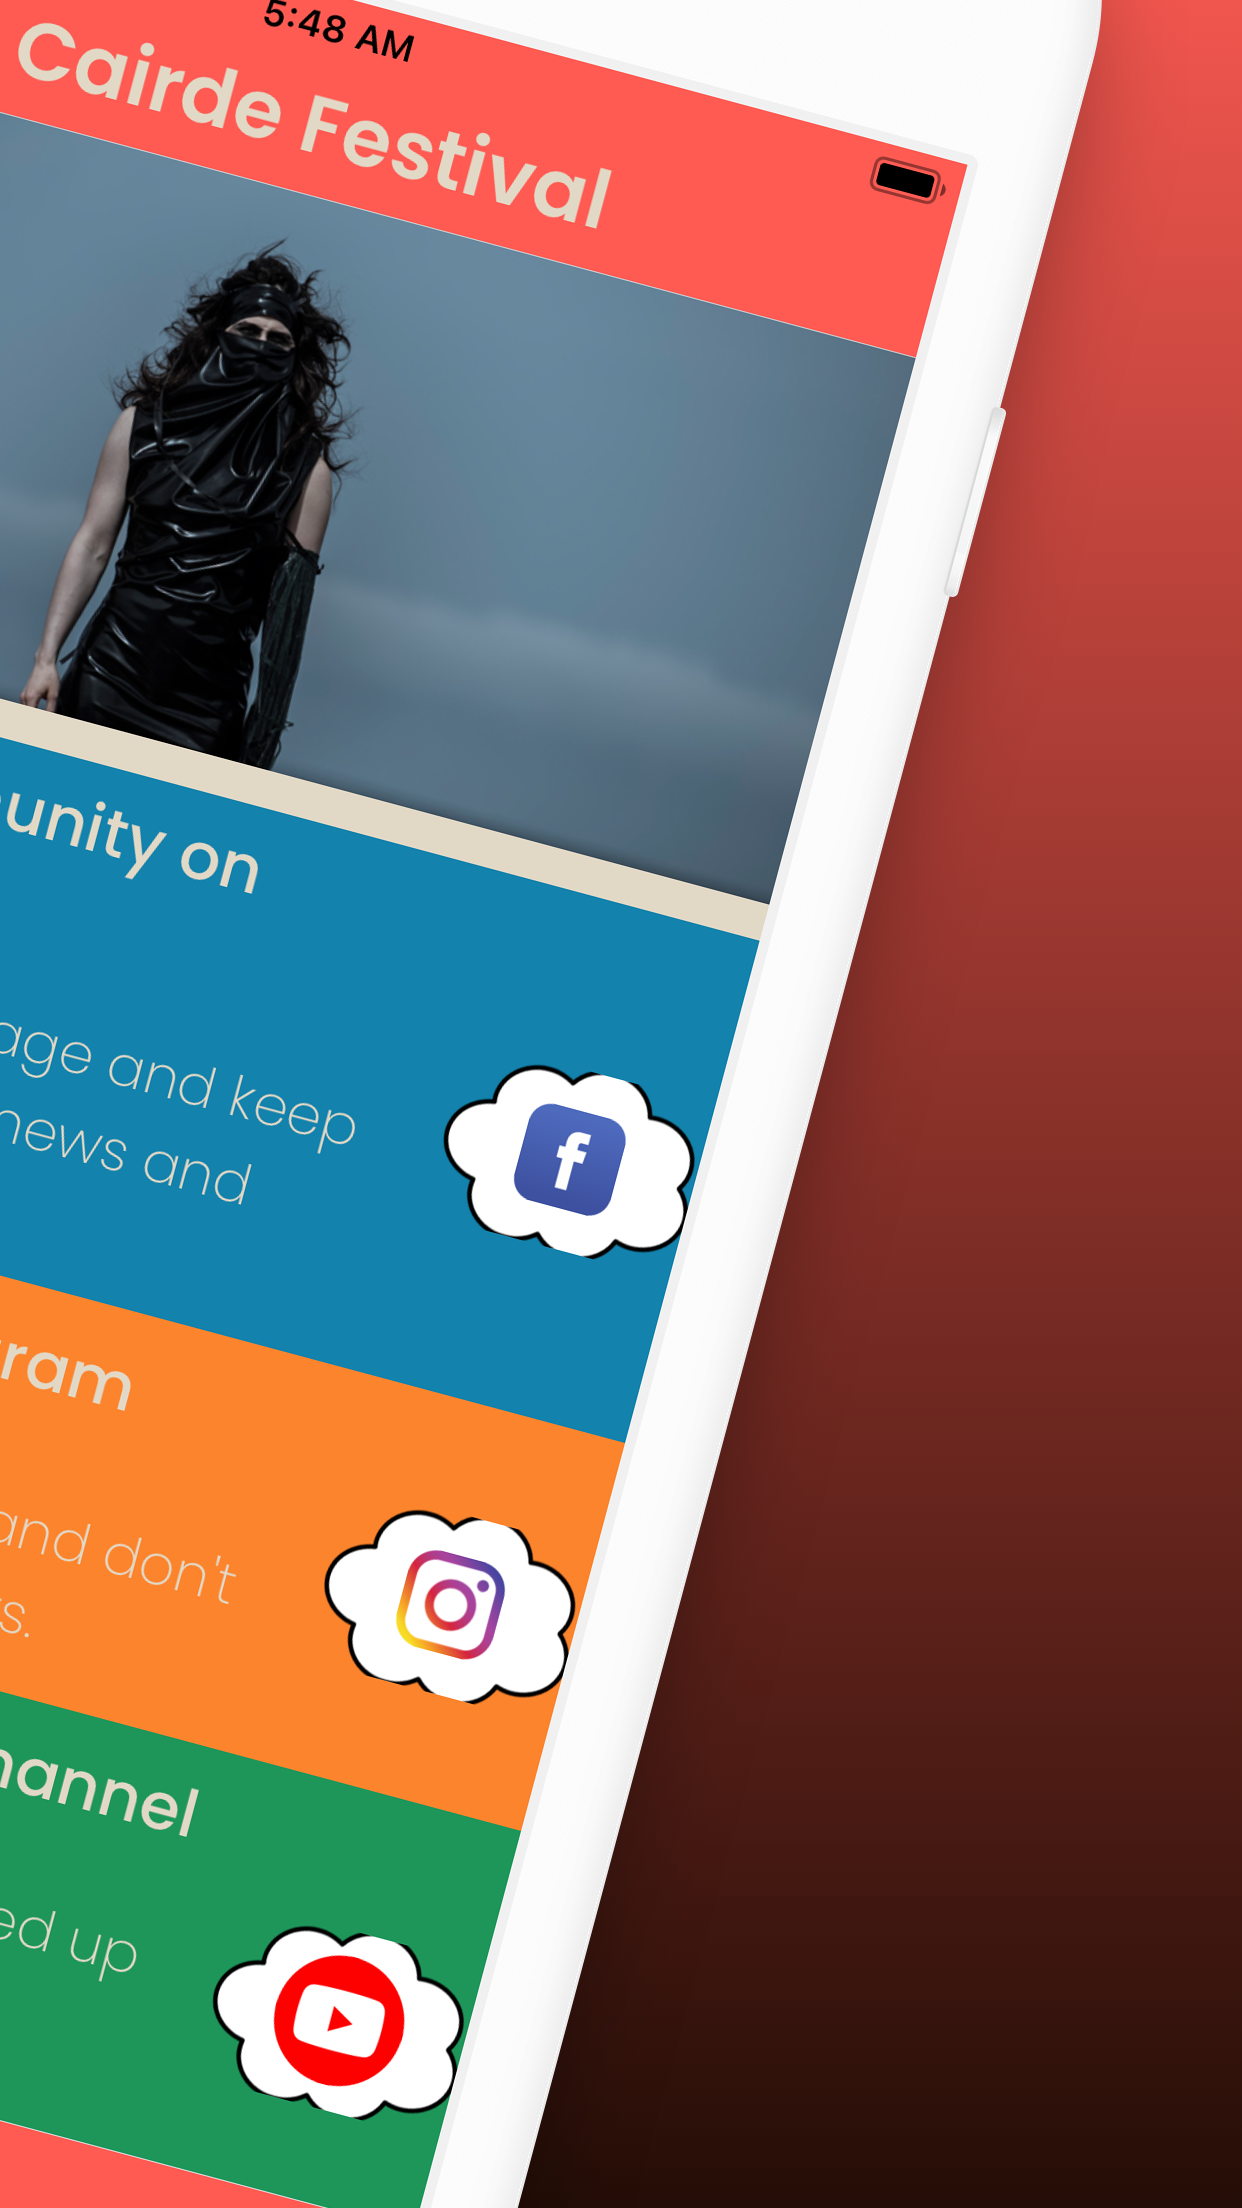 5:48 AM
Cairde Festival
unity on
age and keep
news and
ram
and don't
s.
annel
ed up